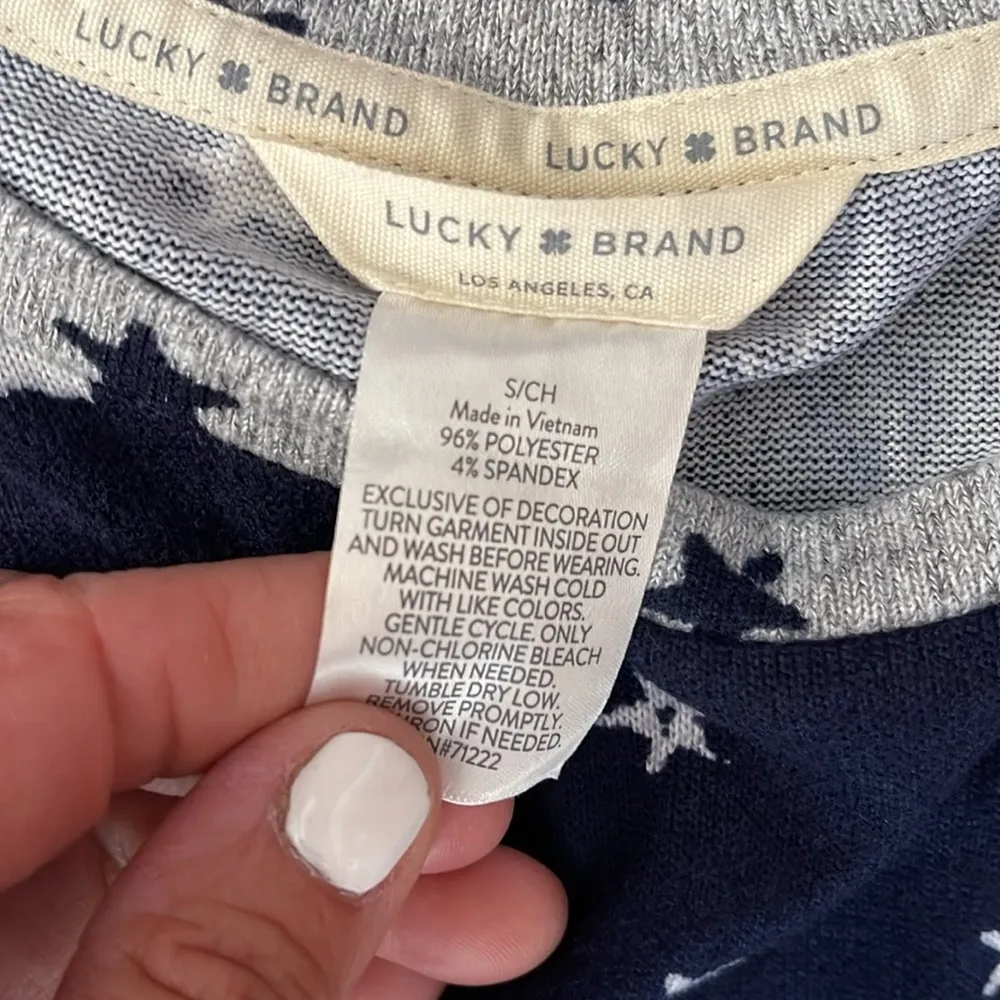 LUCKY BRAND
LUCKY BRAND
LUCKY BRAND
LOS ANGELES, CA
S/CH
Made in Vietnam
96% POLYESTER
4% SPANDEX
EXCLUSIVE OF DECORATION
TURN GARMENT INSIDE OUT
AND WASH BEFORE WEARING.
MACHINE WASH COLD
WITH LIKE COLORS.
GENTLE CYCLE. ONLY
NON-CHLORINE BLEACH
WHEN NEEDED.
TUMBLE DRY LOW.
REMOVE PROMPTLY.
IRON IF NEEDED.
N#71222